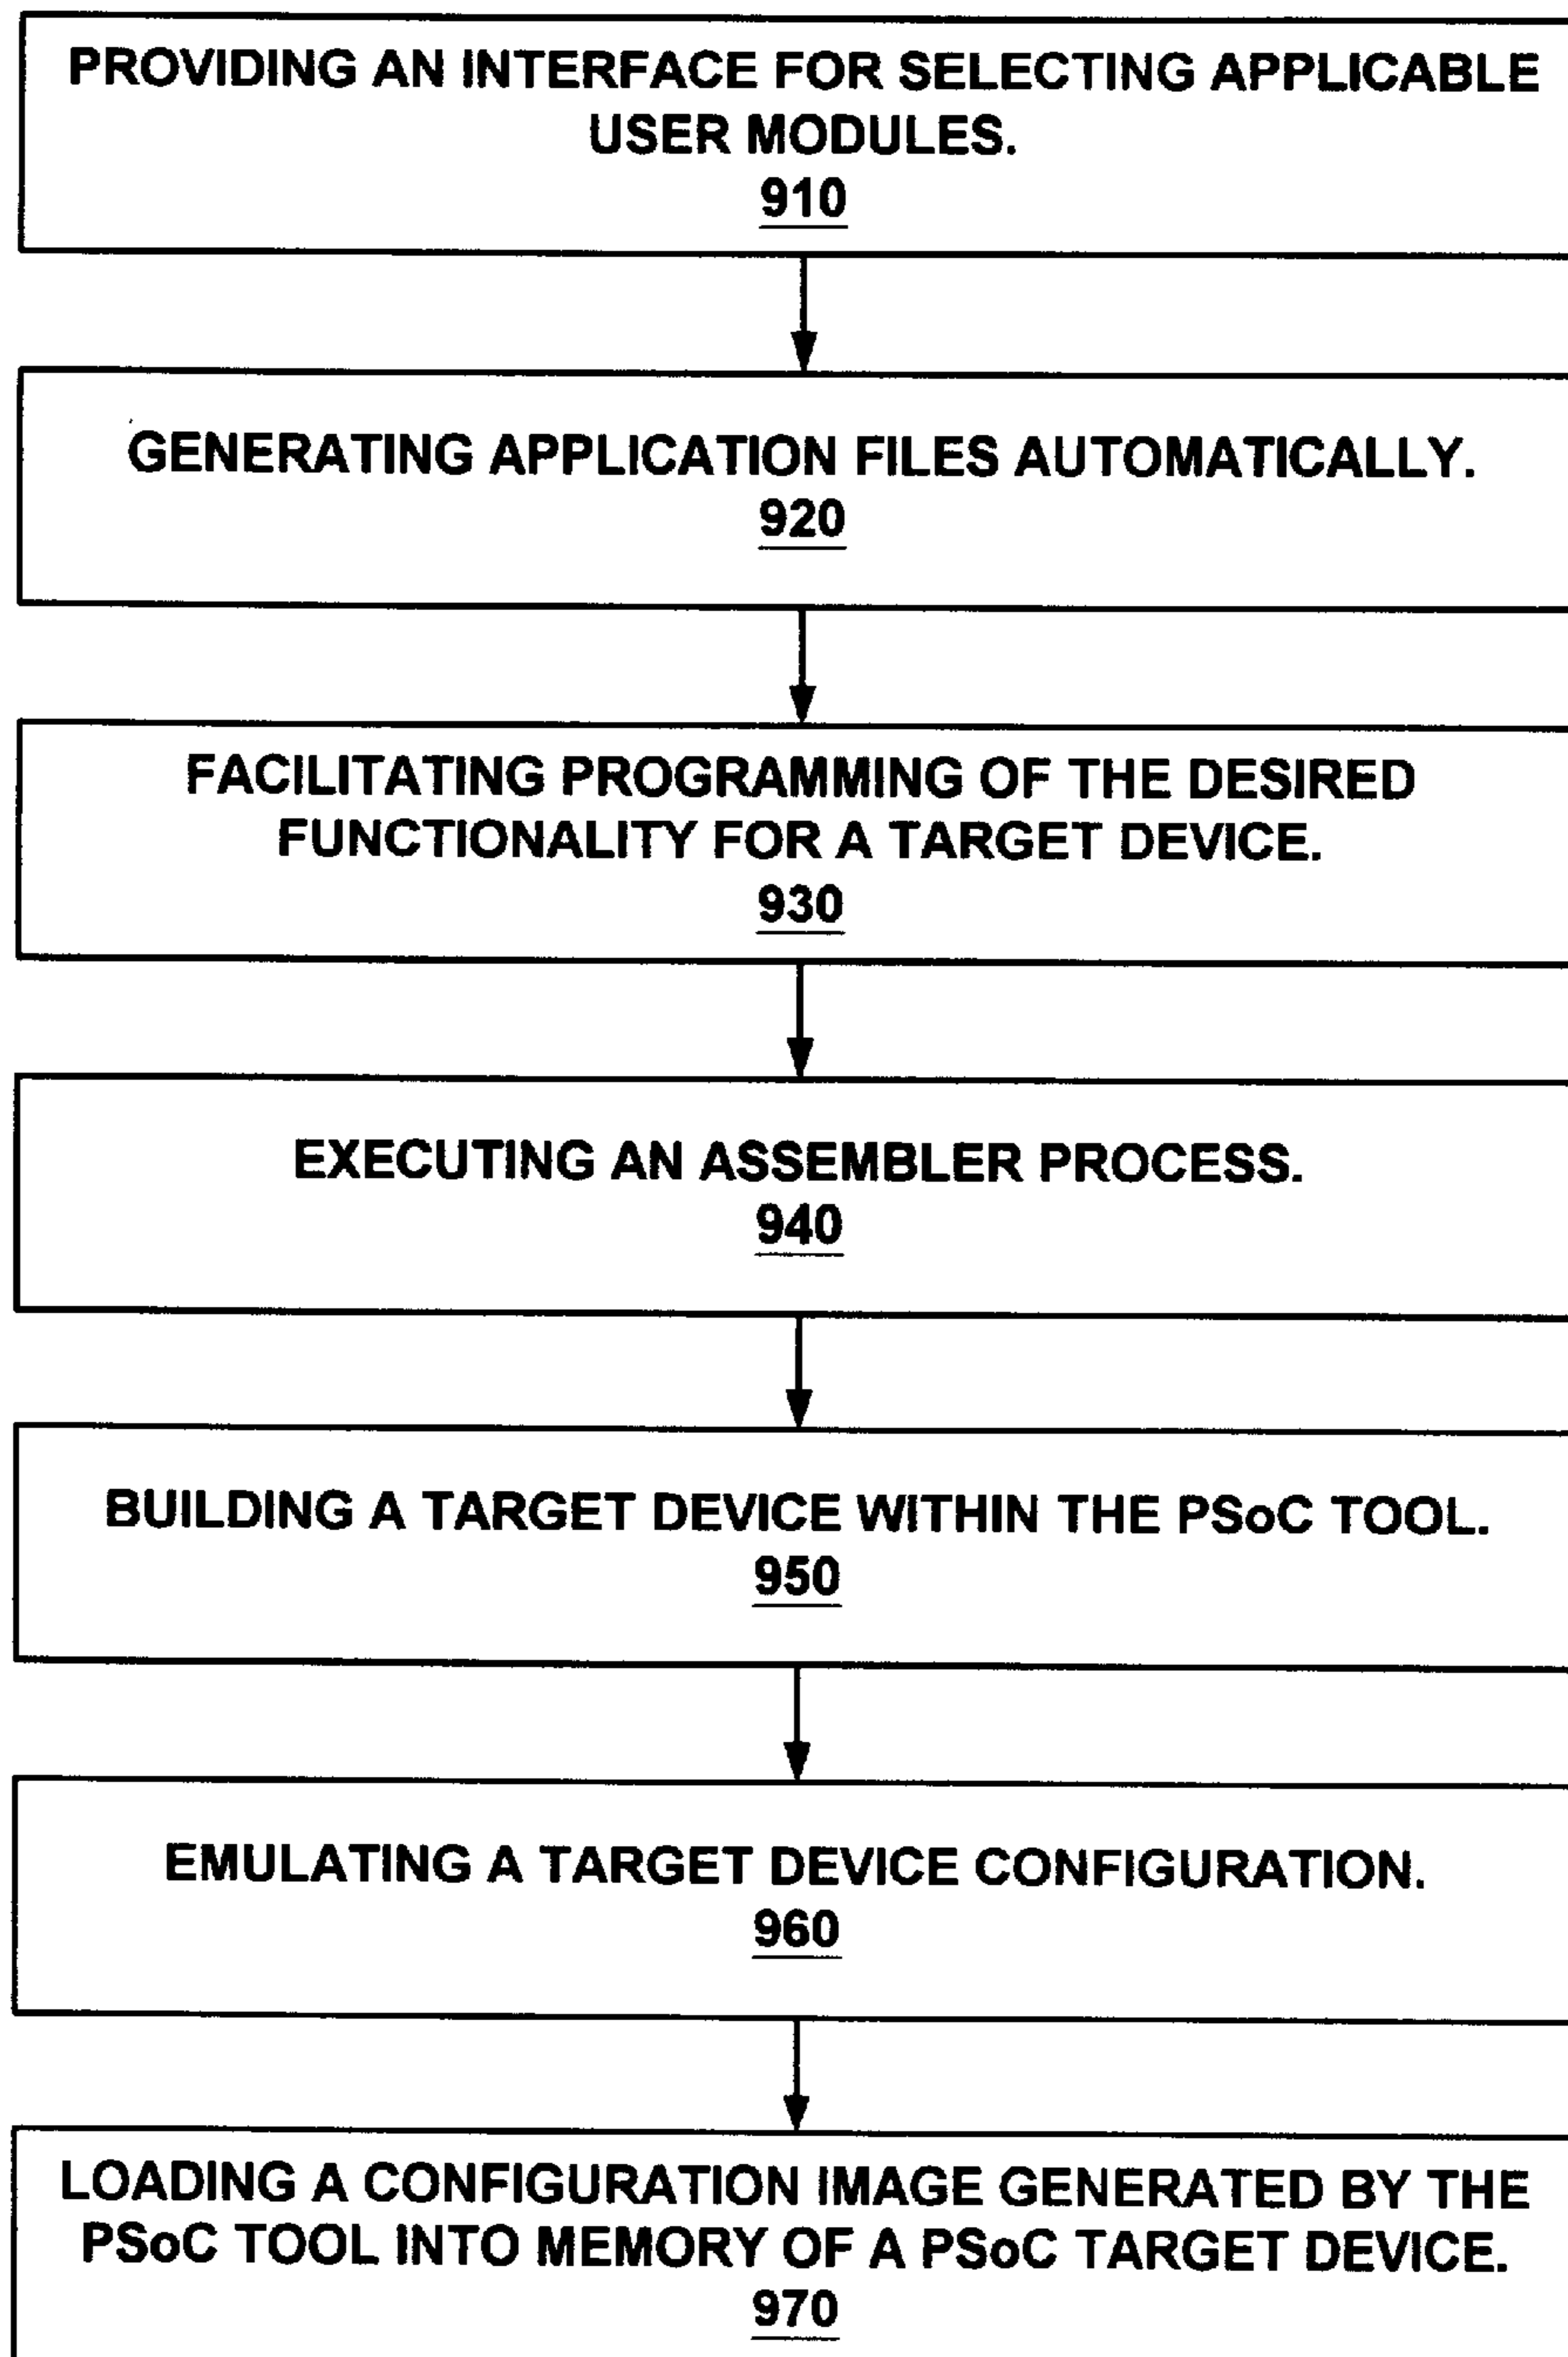 PROVIDING AN INTERFACE FOR SELECTING APPLICABLE
USER MODULES.
910
GENERATING APPLICATION FILES AUTOMATICALLY.
920
FACILITATING PROGRAMMING OF THE DESIRED
FUNCTIONALITY FOR A TARGET DEVICE.
930
EXECUTING AN ASSEMBLER PROCESS.
940
BUILDING A TARGET DEVICE WITHIN THE PSoC TOOL.
950
EMULATING A TARGET DEVICE CONFIGURATION.
960
LOADING A CONFIGURATION IMAGE GENERATED BY THE
PSoC TOOL INTO MEMORY OF A PSoC TARGET DEVICE.
970